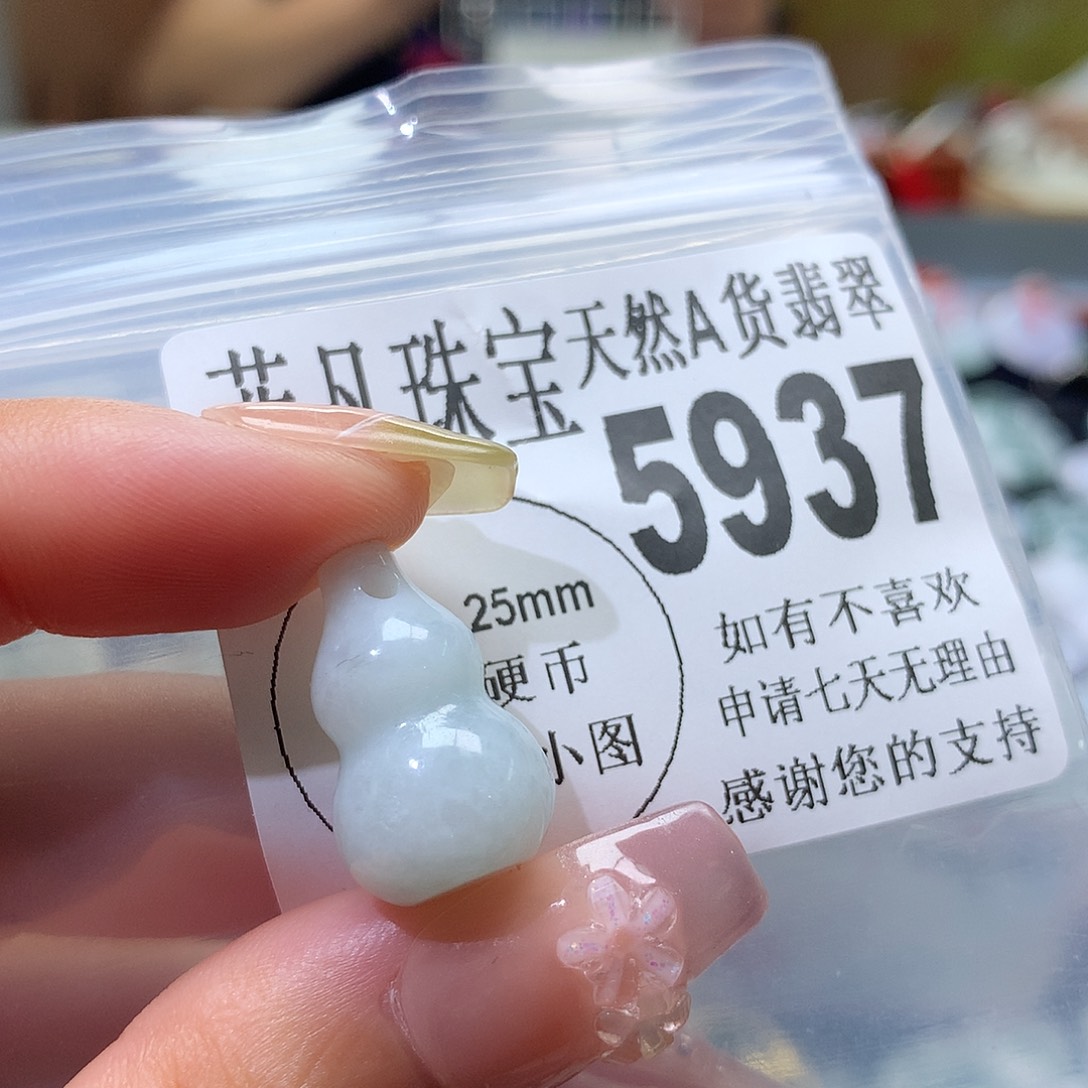 珠宝天然A货翡翠
5937
25mm
硬币
小图
如有不喜欢
申请七天无理由
感谢您的支持